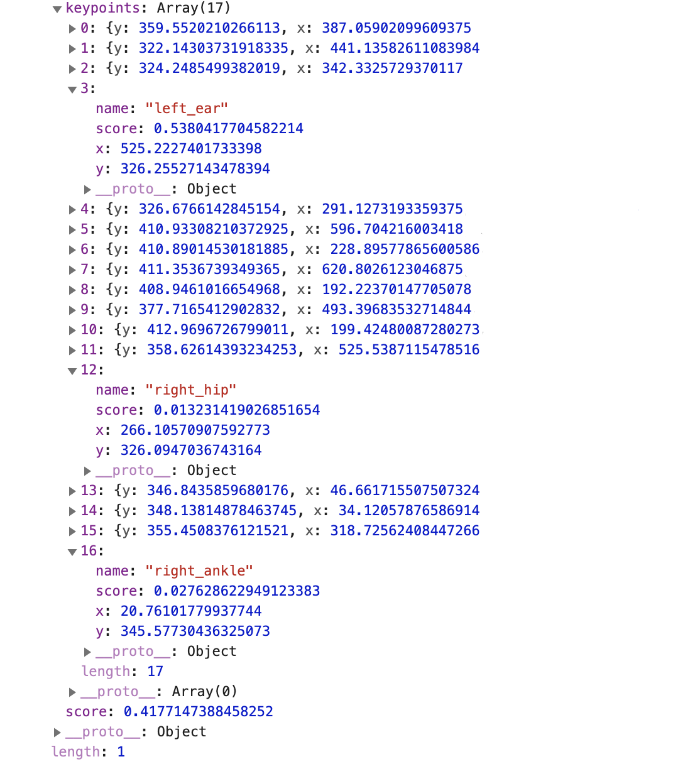 ▼keypoints: Array(17)
▶0: {y: 359.5520210266113, x: 387.05902099609375
▶1: {y: 322.14303731918335, x: 441.13582611083984
▶2: {y: 324.2485499382019, x: 342.3325729370117
▼3:
name: "left_ear"
score: 0.5380417704582214
x: 525.2227401733398
y: 326.25527143478394
▶__proto__: Object
▶4: {y: 326.6766142845154, x: 291.1273193359375
▶5: {y: 410.93308210372925, x: 596.704216003418
▶6: {y: 410.89014530181885, x: 228.89577865600586
▶7: {y: 411.3536739349365, x: 620.8026123046875
▶8: {y: 408.9461016654968, x: 192.22370147705078
▶9: {y: 377.7165412902832, x: 493.39683532714844
▶10: {y: 412.9696726799011, x: 199.42480087280273
▶11: {y: 358.62614393234253, x: 525.5387115478516
▼12:
name: "right_hip"
score: 0.013231419026851654
x: 266.10570907592773
y: 326.0947036743164
▶__proto__: Object
▶13: {y: 346.8435859680176, x: 46.661715507507324
▶14: {y: 348.13814878463745, x: 34.12057876586914
▶15: {y: 355.4508376121521, x: 318.72562408447266
▼16:
name: "right_ankle"
score: 0.027628622949123383
x: 20.76101779937744
y: 345.57730436325073
▶__proto__: Object
length: 17
▶__proto__: Array(0)
score: 0.4177147388458252
▶__proto__: Object
length: 1